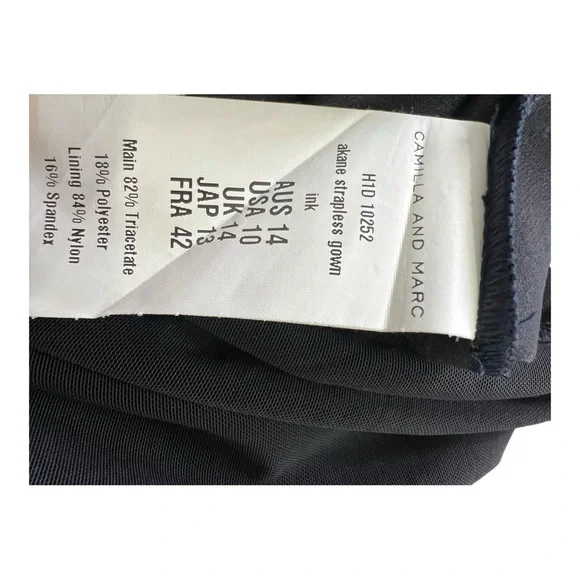 CAMILLA AND MARC
H1D 10252
akane strapless gown
ink
AUS 14
USA 10
UK 14
JAP 13
FRA 42
Main 82% Triacetate
18% Polyester
Lining 84% Nylon
16% Spandex